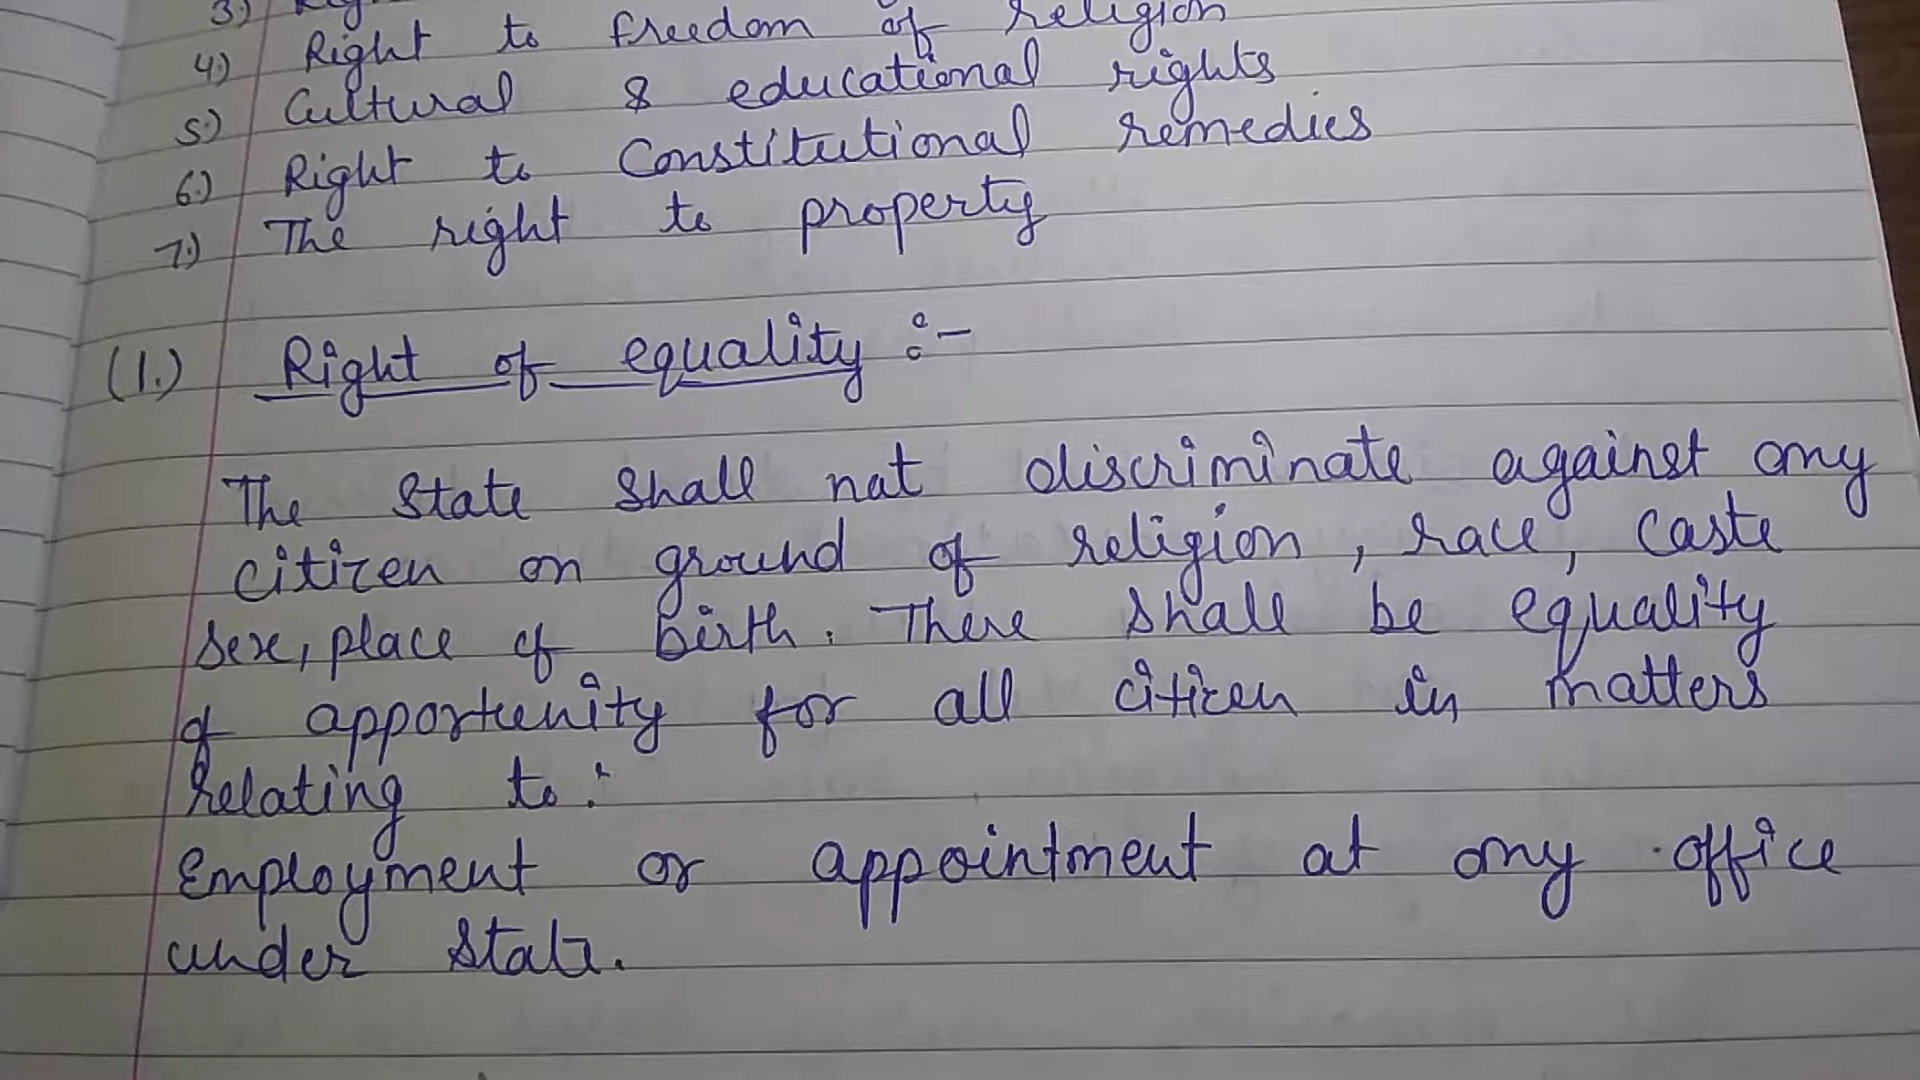 3.)
4.) Right to freedom of religion
5.) Cultural & educational rights
6.) Right to Constitutional remedies
7.) The right to property
(1.) Right of equality :-
The State shall not discriminate against any
citizen on ground of religion, race, caste
sex, place of birth. There shall be equality
of opportunity for all citizen in matters
relating to :
Employment or appointment at any office
under State.